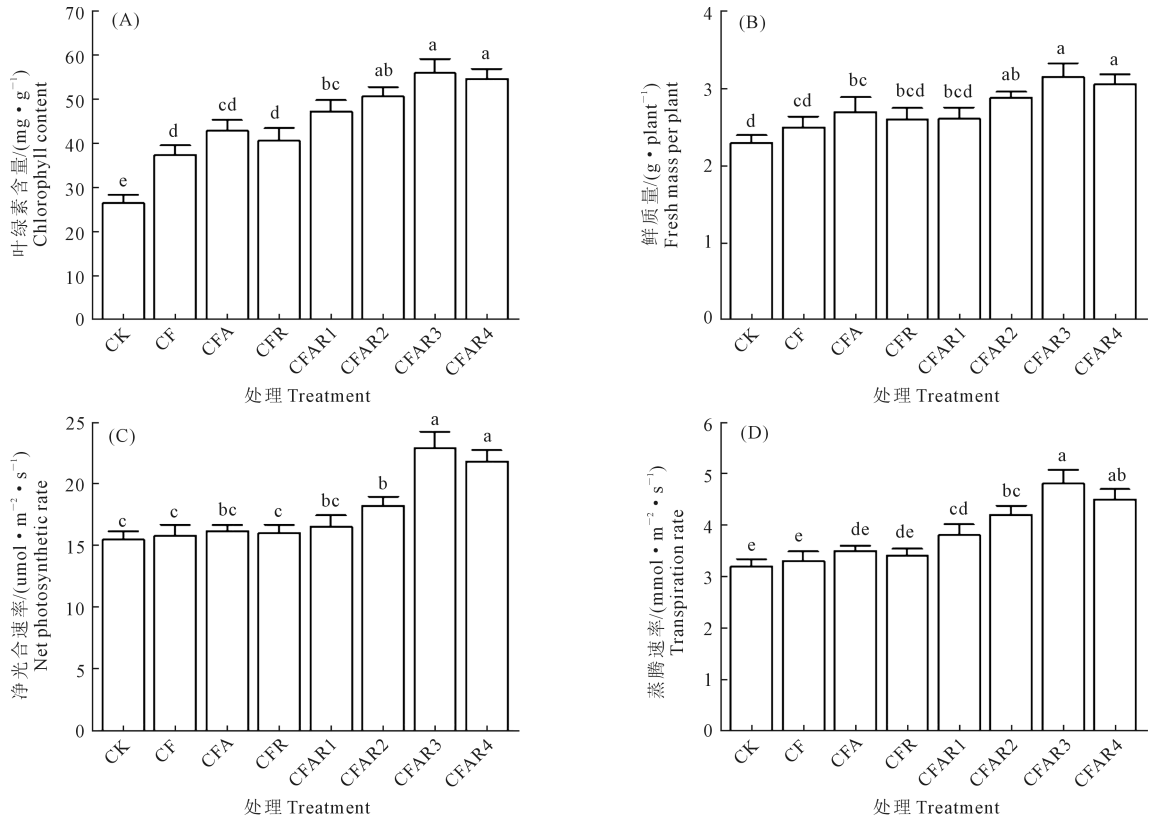 (A)
叶绿素含量/(mg•g⁻¹)
Chlorophyll content
70
60
50
40
30
20
10
0
e
d
cd
d
bc
ab
a
a
CK
CF
CFA
CFR
CFAR1
CFAR2
CFAR3
CFAR4
处理 Treatment
(B)
鲜质量/(g•plant⁻¹)
Fresh mass per plant
4
3
2
1
0
d
cd
bc
bcd
bcd
ab
a
a
CK
CF
CFA
CFR
CFAR1
CFAR2
CFAR3
CFAR4
处理 Treatment
(C)
净光合速率/(umol•m⁻²•s⁻¹)
Net photosynthetic rate
25
20
15
10
5
0
c
c
bc
c
bc
b
a
a
CK
CF
CFA
CFR
CFAR1
CFAR2
CFAR3
CFAR4
处理 Treatment
(D)
蒸腾速率/(mmol•m⁻²•s⁻¹)
Transpiration rate
6
5
4
3
2
1
0
e
e
de
de
cd
bc
a
ab
CK
CF
CFA
CFR
CFAR1
CFAR2
CFAR3
CFAR4
处理 Treatment